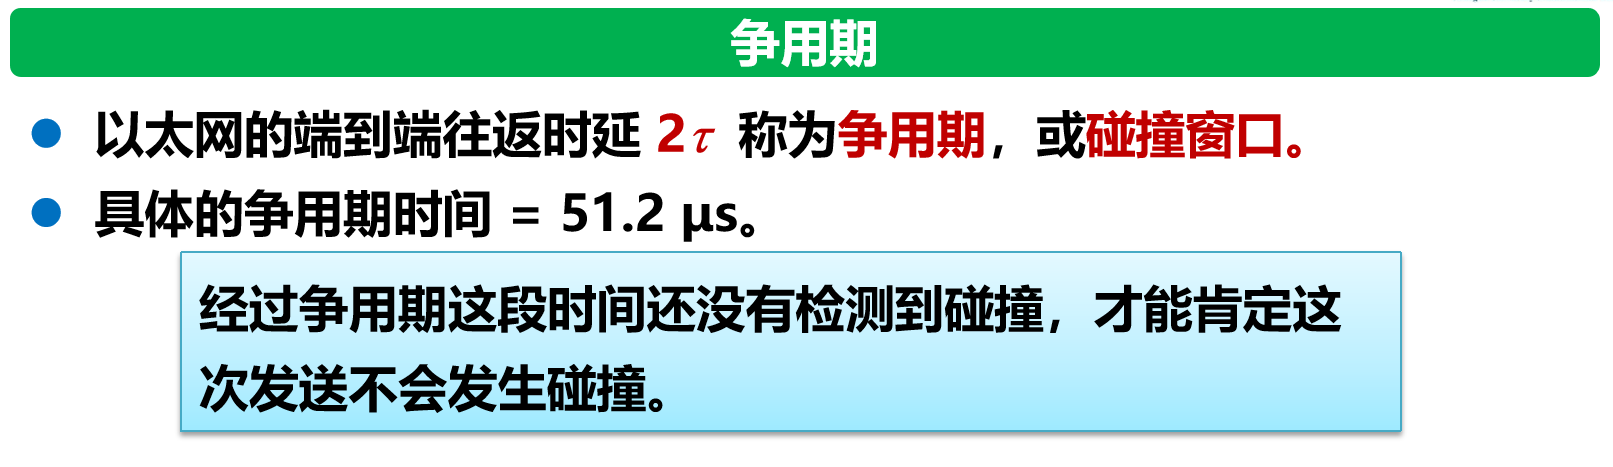 争用期
以太网的端到端往返时延 2τ 称为争用期，或碰撞窗口。
具体的争用期时间 = 51.2 μs。
经过争用期这段时间还没有检测到碰撞，才能肯定这
次发送不会发生碰撞。